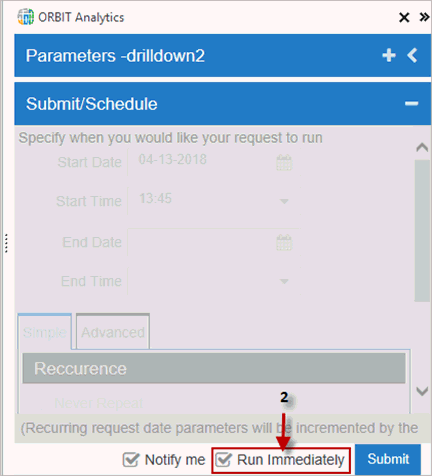 ORBIT Analytics
Parameters -drilldown2
Submit/Schedule
Specify when you would like your request to run
Start Date 04-13-2018
Start Time 13:45
End Date
End Time
Simple Advanced
Reccurence
Never Repeat
(Recurring request date parameters will be incremented by the
2
Notify me Run Immediately Submit